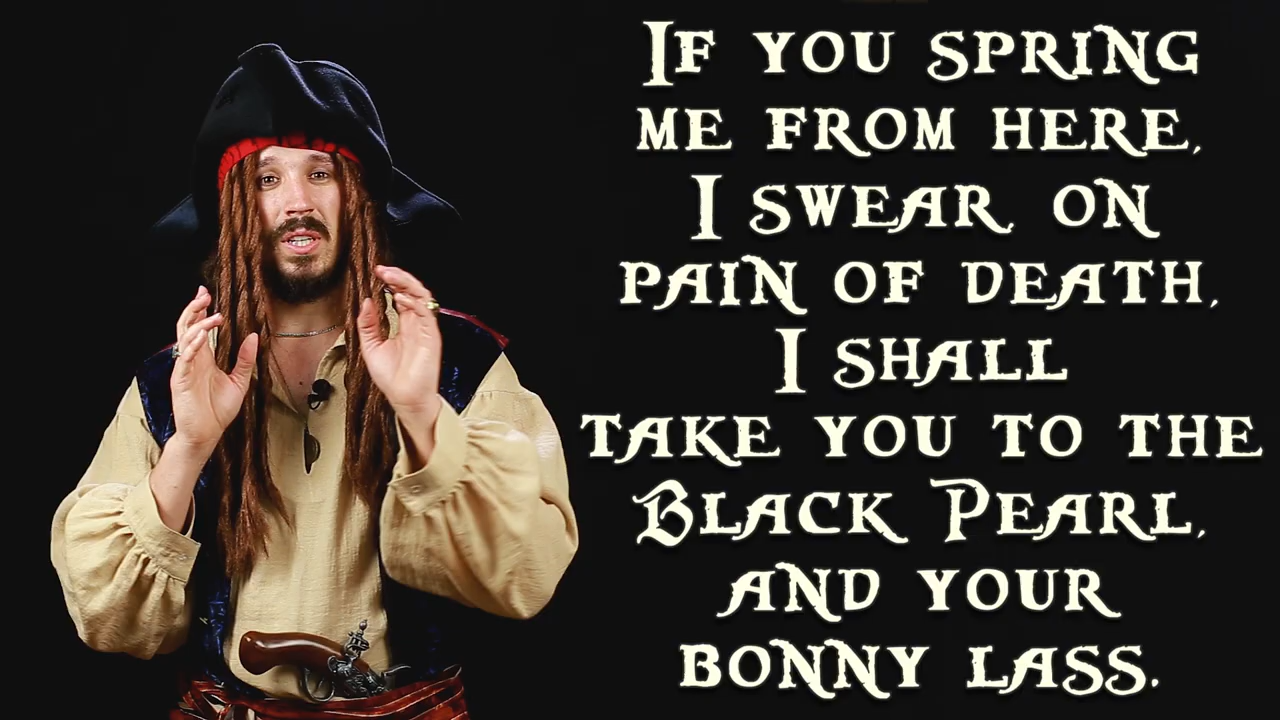 If you spring
me from here,
I swear, on
pain of death,
I shall
take you to the
Black Pearl,
and your
bonny lass.